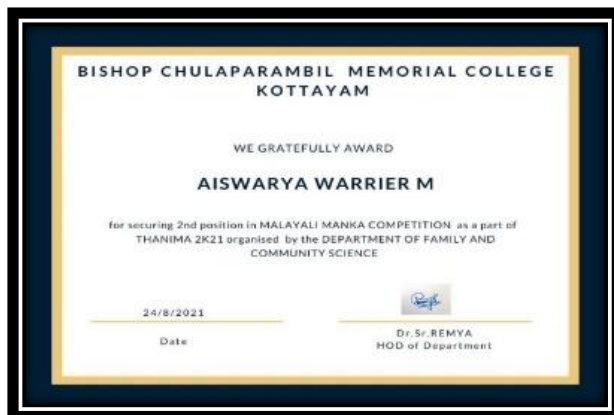 BISHOP CHULAPARAMBIL MEMORIAL COLLEGE
KOTTAYAM
WE GRATEFULLY AWARD
AISWARYA WARRIER M
for securing 2nd position in MALAYALI MANKA COMPETITION as a part of
THANIMA 2K21 organised by the DEPARTMENT OF FAMILY AND
COMMUNITY SCIENCE
24/8/2021
Date
Dr.Sr.REMYA
HOD of Department